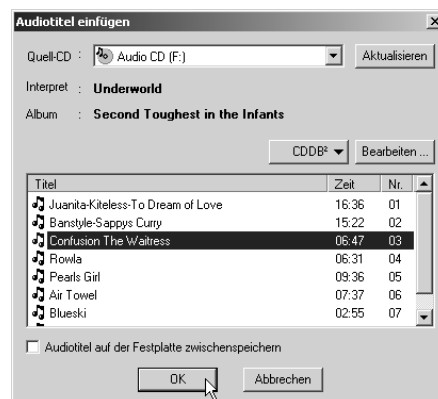 Audiotitel einfügen
Quell-CD : Audio CD (F:) Aktualisieren
Interpret : Underworld
Album : Second Toughest in the Infants
CDDB² Bearbeiten ...
Titel Zeit Nr.
Juanita-Kiteless-To Dream of Love 16:36 01
Banstyle-Sappys Curry 15:22 02
Confusion The Waitress 06:47 03
Rowla 06:31 04
Pearls Girl 09:36 05
Air Towel 07:37 06
Blueski 02:55 07
Audiotitel auf der Festplatte zwischenspeichern
OK Abbrechen